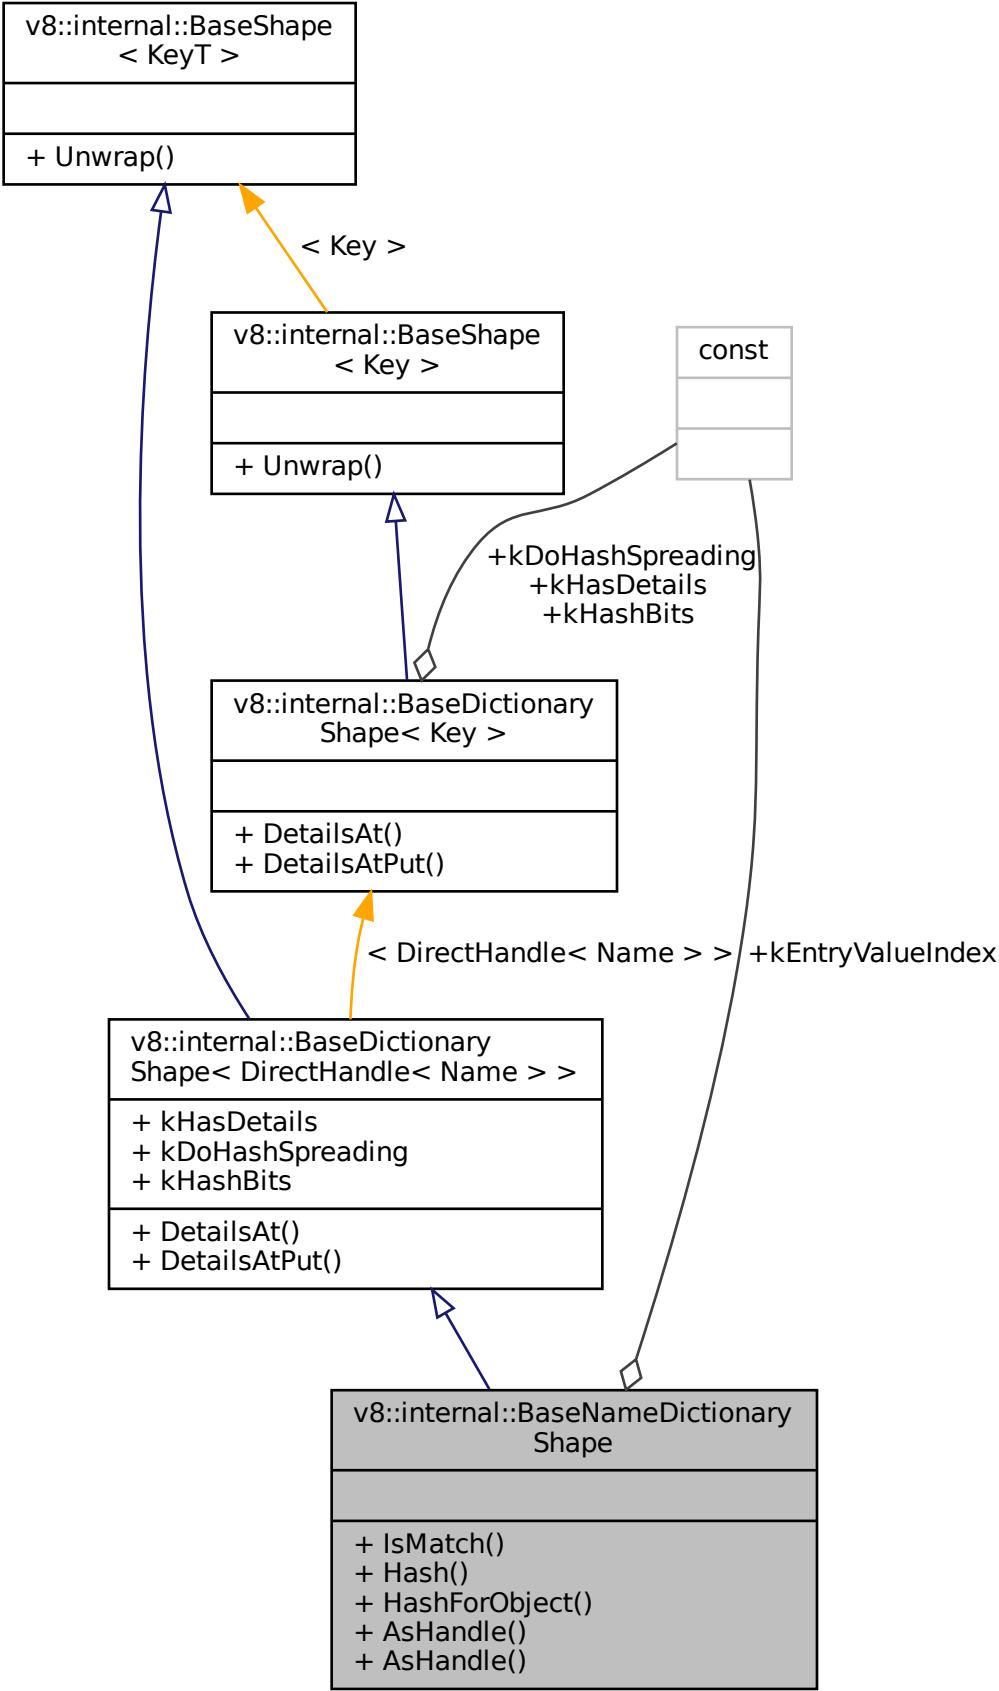 v8::internal::BaseShape
< KeyT >
+ Unwrap()
< Key >
v8::internal::BaseShape
< Key >
+ Unwrap()
const
+kDoHashSpreading
+kHasDetails
+kHashBits
v8::internal::BaseDictionary
Shape< Key >
+ DetailsAt()
+ DetailsAtPut()
< DirectHandle< Name > >
+kEntryValueIndex
v8::internal::BaseDictionary
Shape< DirectHandle< Name > >
+ kHasDetails
+ kDoHashSpreading
+ kHashBits
+ DetailsAt()
+ DetailsAtPut()
v8::internal::BaseNameDictionary
Shape
+ IsMatch()
+ Hash()
+ HashForObject()
+ AsHandle()
+ AsHandle()